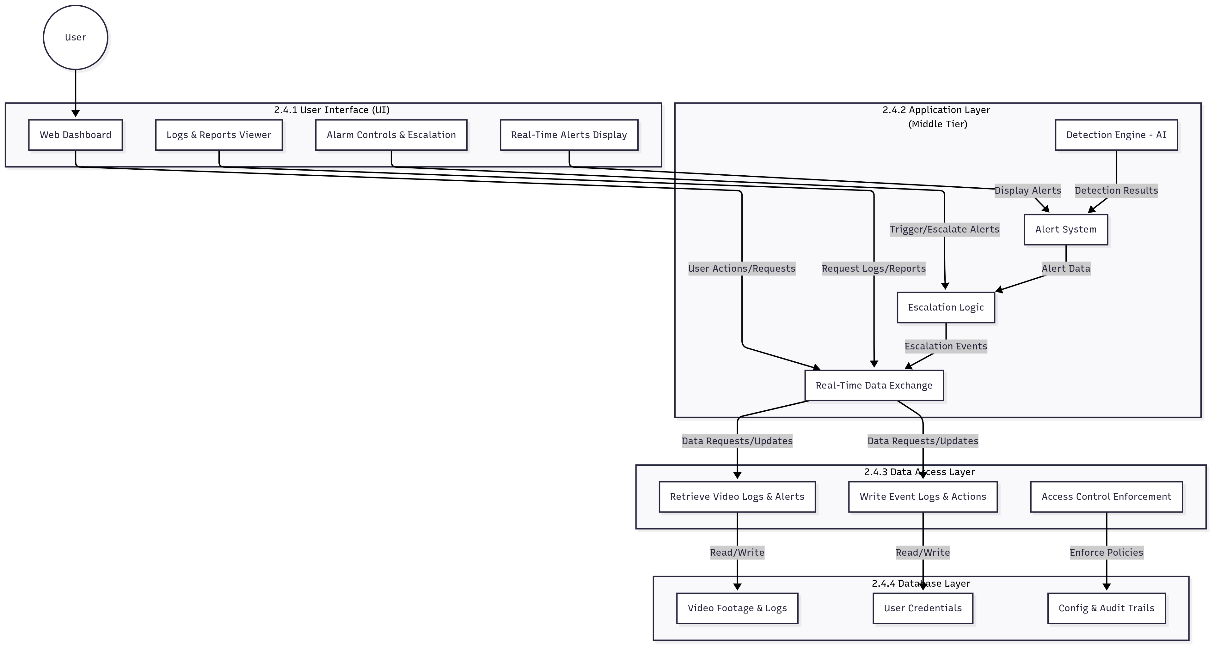 User
2.4.1 User Interface (UI)
Web Dashboard
Logs & Reports Viewer
Alarm Controls & Escalation
Real-Time Alerts Display
2.4.2 Application Layer
(Middle Tier)
Detection Engine - AI
Display Alerts
Detection Results
Trigger/Escalate Alerts
Alert System
User Actions/Requests
Request Logs/Reports
Alert Data
Escalation Logic
Escalation Events
Real-Time Data Exchange
Data Requests/Updates
Data Requests/Updates
2.4.3 Data Access Layer
Retrieve Video Logs & Alerts
Write Event Logs & Actions
Access Control Enforcement
Read/Write
Read/Write
Enforce Policies
2.4.4 Database Layer
Video Footage & Logs
User Credentials
Config & Audit Trails